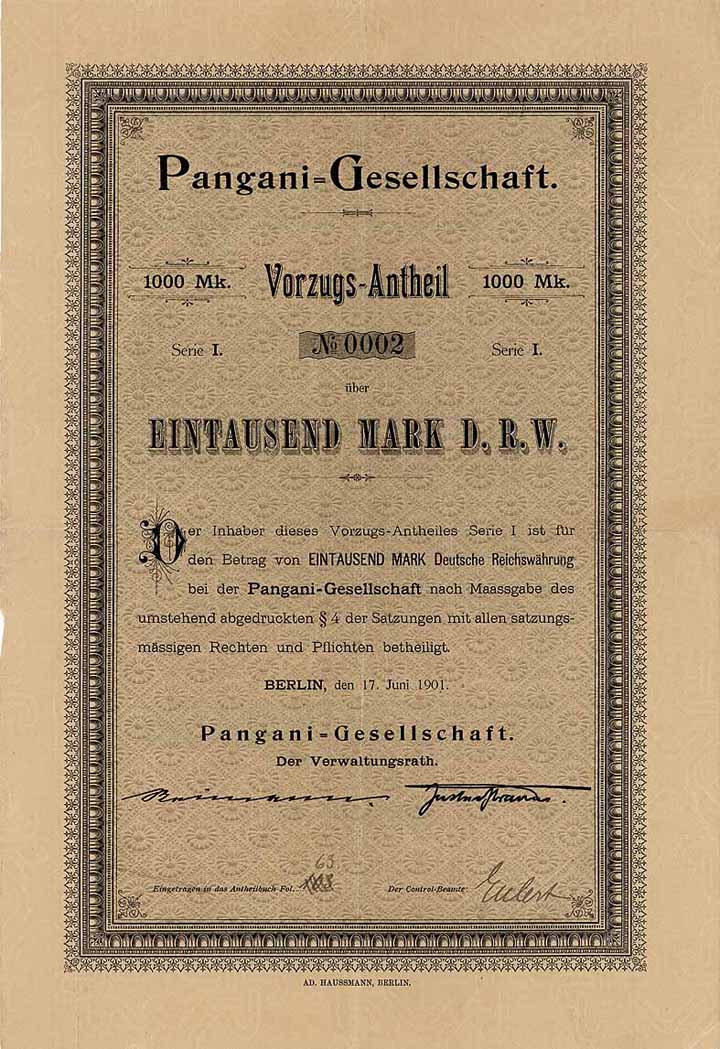 Pangani=Gesellschaft.
1000 Mk. Vorzugs-Antheil 1000 Mk.
Serie I. № 0002 Serie I.
über
EINTAUSEND MARK D. R. W.
Der Inhaber dieses Vorzugs-Antheiles Serie I ist für
den Betrag von EINTAUSEND MARK Deutsche Reichswährung
bei der Pangani-Gesellschaft nach Maassgabe des
umstehend abgedruckten § 4 der Satzungen mit allen satzungs-
mässigen Rechten und Pflichten betheiligt.
BERLIN, den 17. Juni 1901.
Pangani=Gesellschaft.
Der Verwaltungsrath.
63
Eingetragen in das Antheilbuch Fol. Der Control-Beamte:
AD. HAUSSMANN, BERLIN.